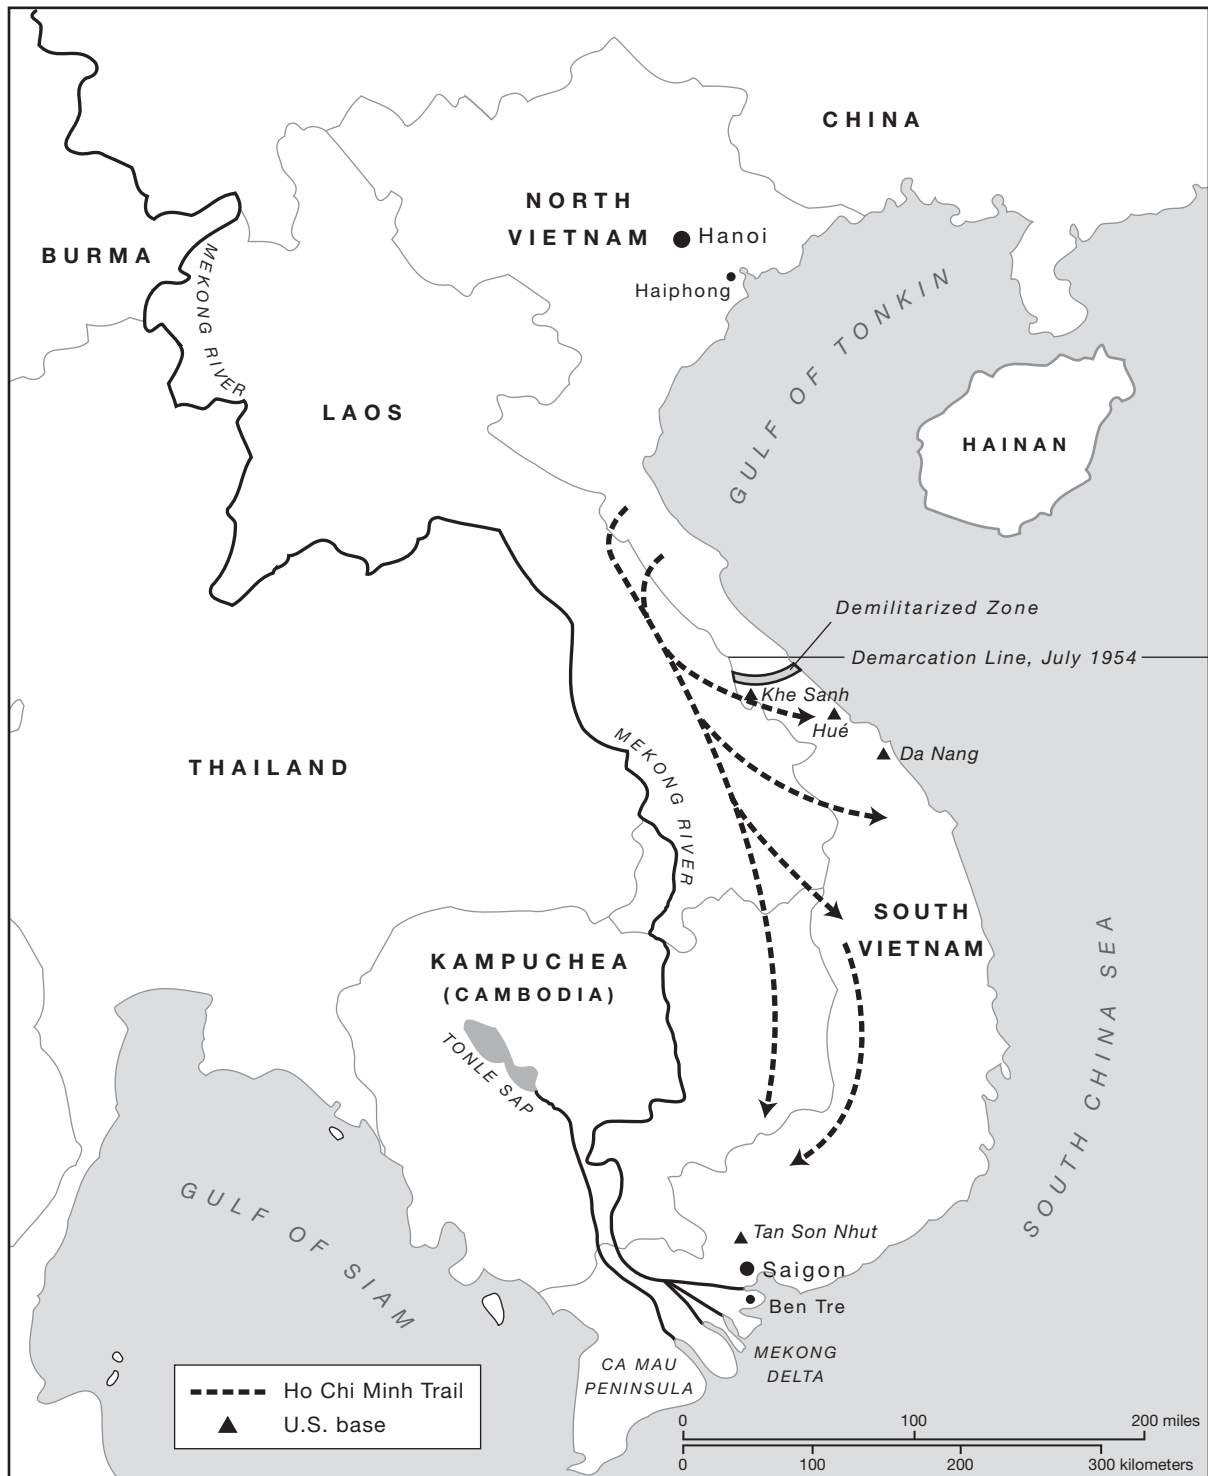 CHINA
NORTH
VIETNAM
Hanoi
BURMA
Haiphong
MEKONG RIVER
GULF OF TONKIN
LAOS
HAINAN
Demilitarized Zone
Demarcation Line, July 1954
Khe Sanh
Hué
Da Nang
THAILAND
MEKONG RIVER
SOUTH
VIETNAM
KAMPUCHEA
(CAMBODIA)
TONLE SAP
SOUTH CHINA SEA
GULF OF SIAM
Tan Son Nhut
Saigon
Ben Tre
MEKONG
DELTA
CA MAU
PENINSULA
Ho Chi Minh Trail
U.S. base
0 100 200 miles
0 100 200 300 kilometers